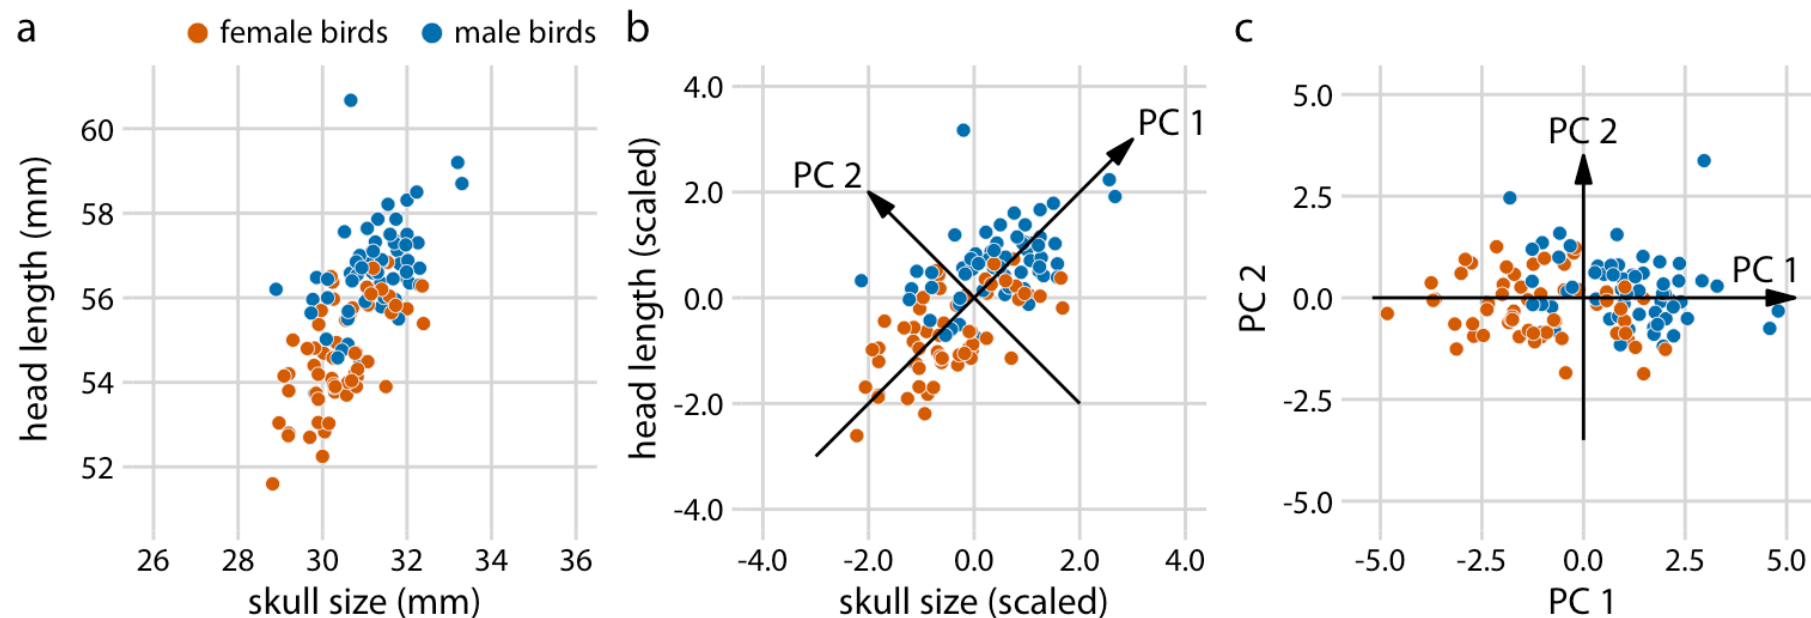 a
female birds
male birds
60
58
56
54
52
head length (mm)
26 28 30 32 34 36
skull size (mm)
b
4.0
2.0
0.0
-2.0
-4.0
head length (scaled)
PC 1
PC 2
-4.0 -2.0 0.0 2.0 4.0
skull size (scaled)
c
5.0
2.5
0.0
-2.5
-5.0
PC 2
PC 2
PC 1
-5.0 -2.5 0.0 2.5 5.0
PC 1